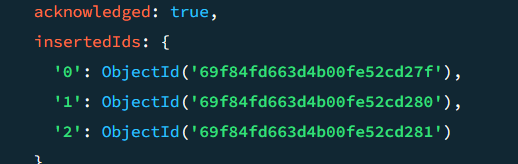 acknowledged: true,
insertedIds: {
'0': ObjectId('69f84fd663d4b00fe52cd27f'),
'1': ObjectId('69f84fd663d4b00fe52cd280'),
'2': ObjectId('69f84fd663d4b00fe52cd281')
}